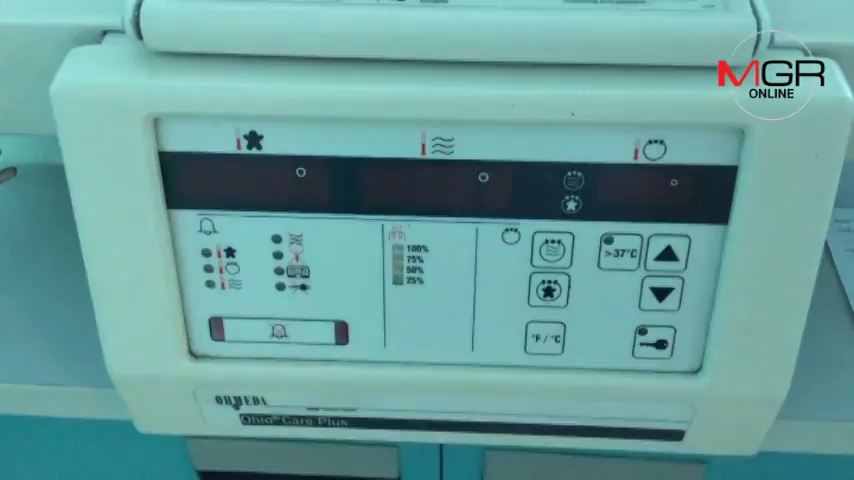 MGR
ONLINE
100%
75%
50%
25%
>37°C
°F / °C
OHMEDA
Ohio® Care Plus